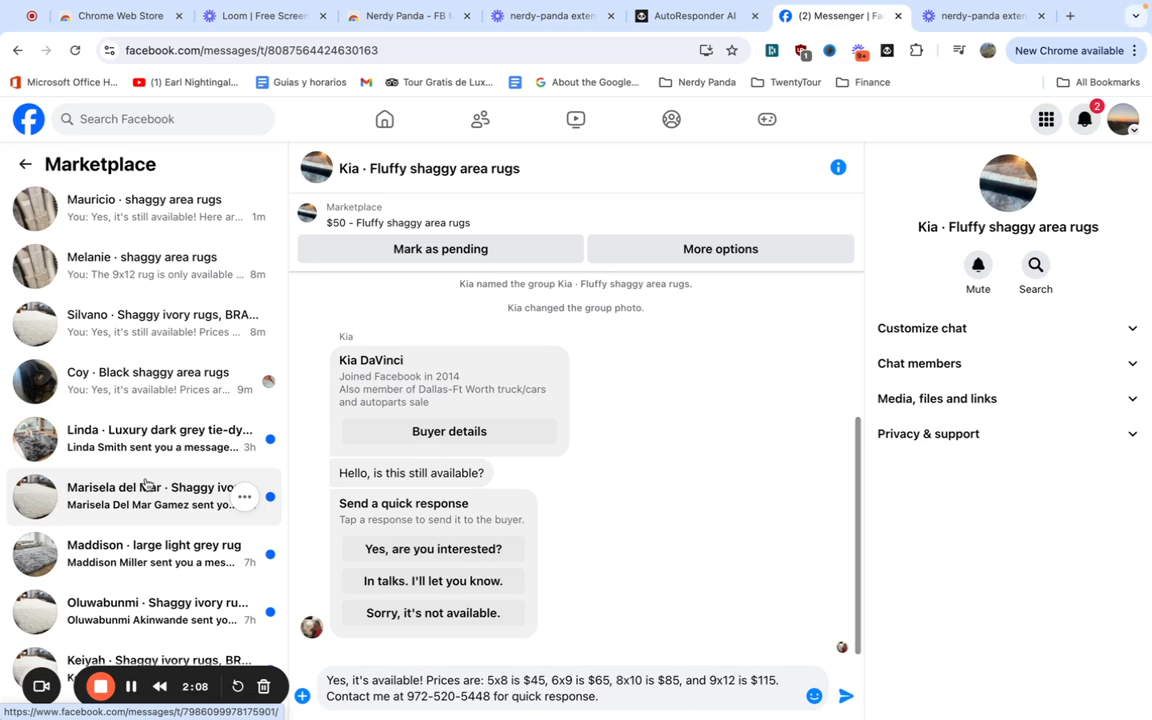 Chrome Web Store
Loom | Free Screen
Nerdy Panda - FB M
nerdy-panda exten
AutoResponder AI
(2) Messenger | Fa
nerdy-panda exten
facebook.com/messages/t/8087564424630163
1
9+
New Chrome available
Microsoft Office H...
(1) Earl Nightingal...
Guias y horarios
Tour Gratis de Lux...
About the Google...
Nerdy Panda
TwentyTour
Finance
All Bookmarks
Search Facebook
2
Marketplace
Mauricio · shaggy area rugs
You: Yes, it's still available! Here ar... 1m
Melanie · shaggy area rugs
You: The 9x12 rug is only available ... 8m
Silvano · Shaggy ivory rugs, BRA...
You: Yes, it's still available! Prices ... 8m
Coy · Black shaggy area rugs
You: Yes, it's available! Prices ar... 9m
Linda · Luxury dark grey tie-dy...
Linda Smith sent you a message... 3h
Marisela del Mar · Shaggy ivo
Marisela Del Mar Gamez sent yo...
Maddison · large light grey rug
Maddison Miller sent you a mes... 7h
Oluwabunmi · Shaggy ivory ru...
Oluwabunmi Akinwande sent yo... 7h
Keiyah · Shaggy ivory rugs, BR...
2:08
https://www.facebook.com/messages/t/7986099978175901/
Kia · Fluffy shaggy area rugs
Marketplace
$50 - Fluffy shaggy area rugs
Mark as pending
More options
Kia named the group Kia · Fluffy shaggy area rugs.
Kia changed the group photo.
Kia
Kia DaVinci
Joined Facebook in 2014
Also member of Dallas-Ft Worth truck/cars
and autoparts sale
Buyer details
Hello, is this still available?
Send a quick response
Tap a response to send it to the buyer.
Yes, are you interested?
In talks. I'll let you know.
Sorry, it's not available.
Yes, it's available! Prices are: 5x8 is $45, 6x9 is $65, 8x10 is $85, and 9x12 is $115.
Contact me at 972-520-5448 for quick response.
Kia · Fluffy shaggy area rugs
Mute
Search
Customize chat
Chat members
Media, files and links
Privacy & support